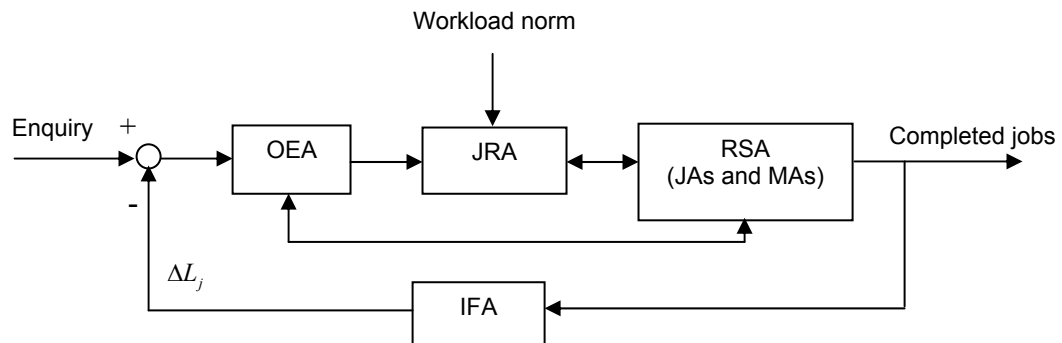 Workload norm
Enquiry
+
OEA
JRA
RSA
(JAs and MAs)
Completed jobs
-
ΔL_j
IFA